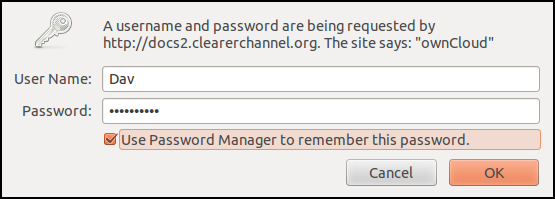 A username and password are being requested by
http://docs2.clearerchannel.org. The site says: "ownCloud"
User Name: Dav
Password: ••••••••••
Use Password Manager to remember this password.
Cancel OK